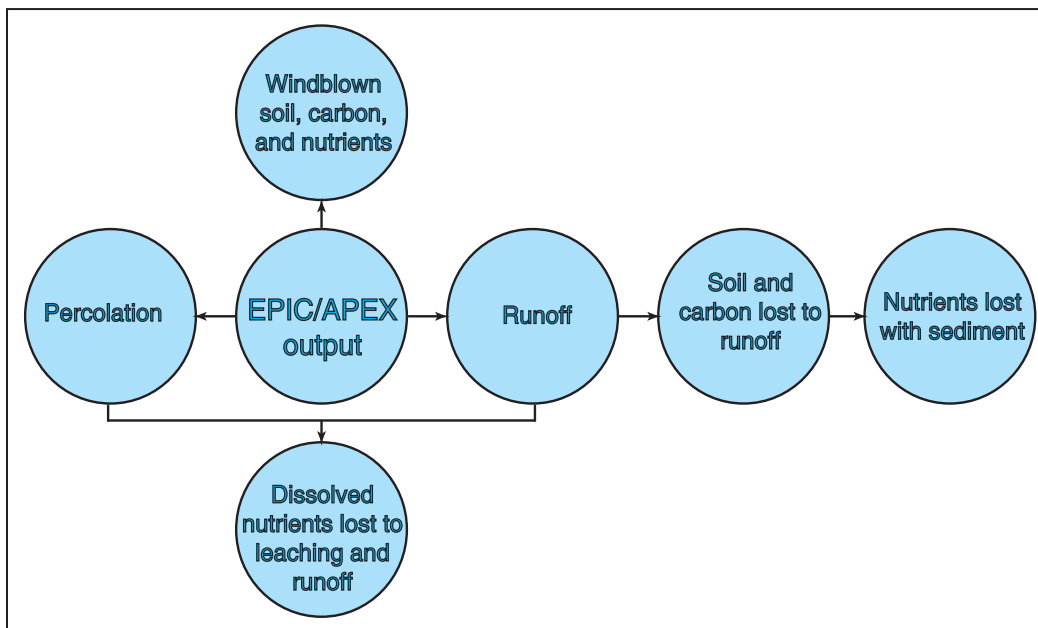 Windblown
soil, carbon,
and nutrients
Percolation
EPIC/APEX
output
Runoff
Soil and
carbon lost to
runoff
Nutrients lost
with sediment
Dissolved
nutrients lost to
leaching and
runoff